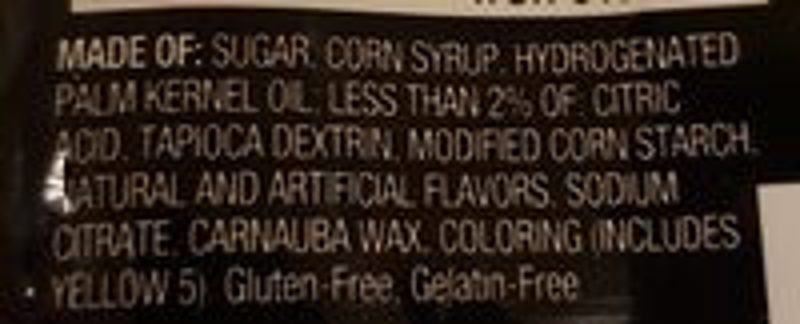 MADE OF: SUGAR, CORN SYRUP, HYDROGENATED
PALM KERNEL OIL, LESS THAN 2% OF: CITRIC
ACID, TAPIOCA DEXTRIN, MODIFIED CORN STARCH,
NATURAL AND ARTIFICIAL FLAVORS, SODIUM
CITRATE, CARNAUBA WAX, COLORING (INCLUDES
YELLOW 5). Gluten-Free, Gelatin-Free